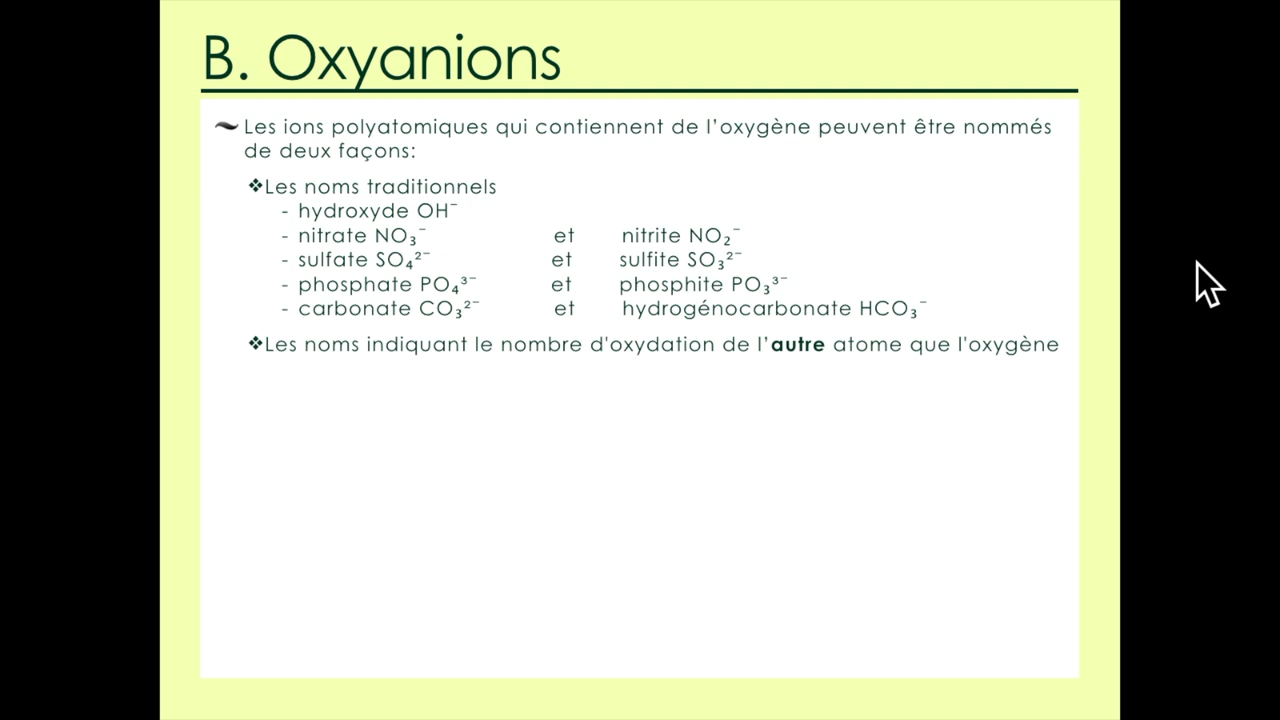 B. Oxyanions
Les ions polyatomiques qui contiennent de l'oxygène peuvent être nommés
de deux façons:
❖Les noms traditionnels
- hydroxyde OH⁻
- nitrate NO₃⁻ et nitrite NO₂⁻
- sulfate SO₄²⁻ et sulfite SO₃²⁻
- phosphate PO₄³⁻ et phosphite PO₃³⁻
- carbonate CO₃²⁻ et hydrogénocarbonate HCO₃⁻
❖Les noms indiquant le nombre d'oxydation de l'autre atome que l'oxygène